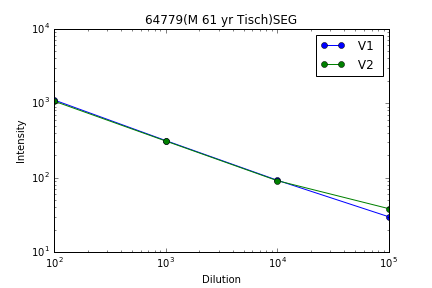 64779(M 61 yr Tisch)SEG
10^4
10^3
10^2
10^1
Intensity
V1
V2
10^2 10^3 10^4 10^5
Dilution